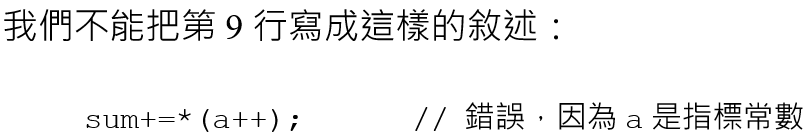 我們不能把第 9 行寫成這樣的敘述：
sum+=*(a++); // 錯誤，因為 a 是指標常數